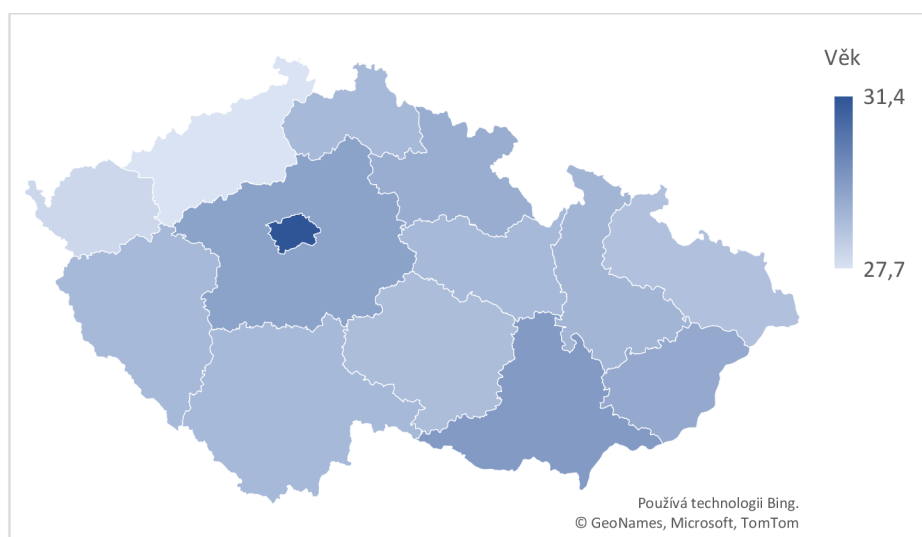 Věk
31,4
27,7
Používá technologii Bing.
© GeoNames, Microsoft, TomTom